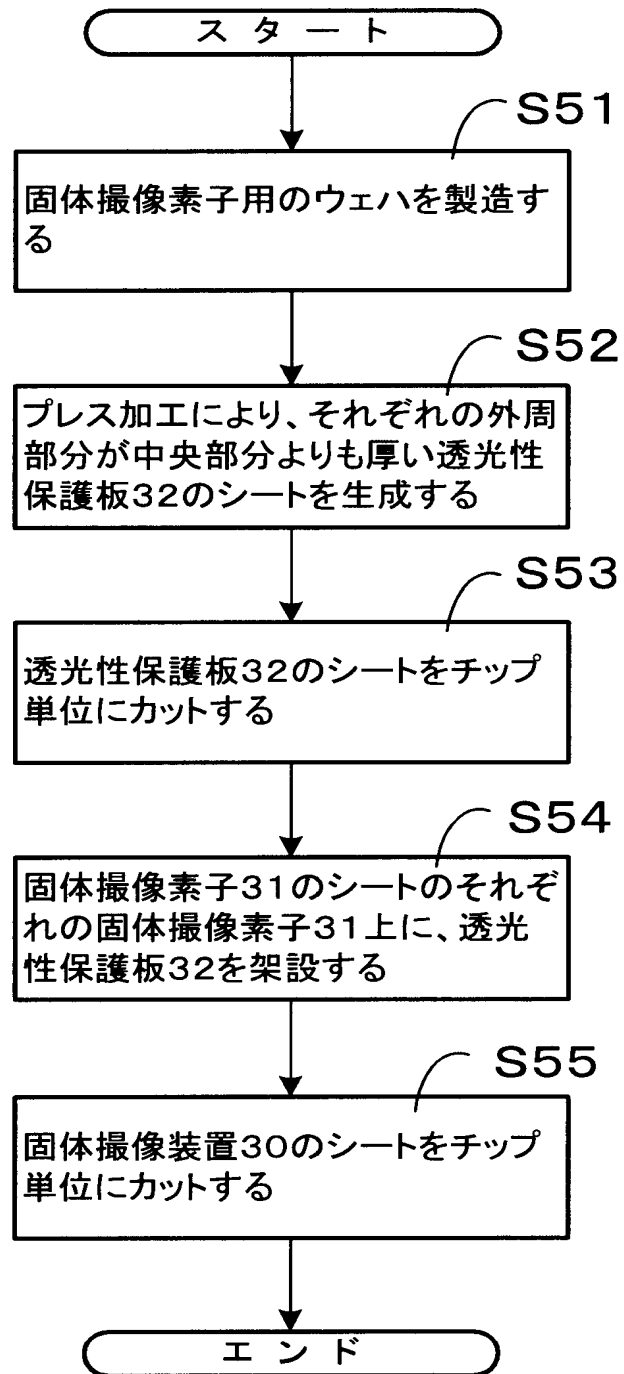 スタート
S51
固体撮像素子用のウェハを製造す
る
S52
プレス加工により、それぞれの外周
部分が中央部分よりも厚い透光性
保護板32のシートを生成する
S53
透光性保護板32のシートをチップ
単位にカットする
S54
固体撮像素子31のシートのそれぞ
れの固体撮像素子31上に、透光
性保護板32を架設する
S55
固体撮像装置30のシートをチップ
単位にカットする
エンド